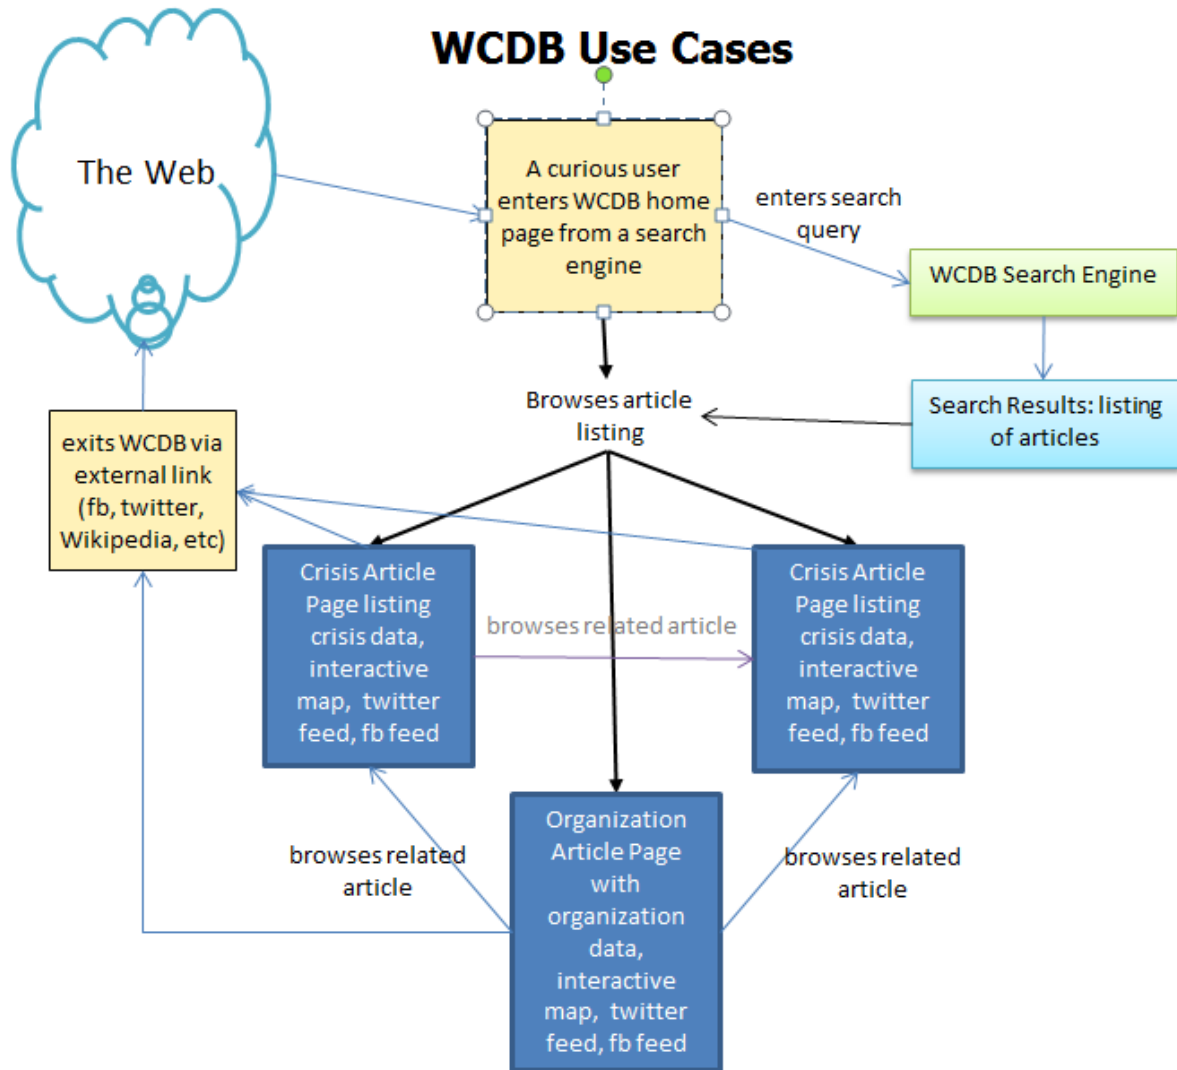 WCDB Use Cases
The Web
A curious user
enters WCDB home
page from a search
engine
enters search
query
WCDB Search Engine
Search Results: listing
of articles
Browses article
listing
exits WCDB via
external link
(fb, twitter,
Wikipedia, etc)
Crisis Article
Page listing
crisis data,
interactive
map, twitter
feed, fb feed
browses related article
Crisis Article
Page listing
crisis data,
interactive
map, twitter
feed, fb feed
browses related
article
Organization
Article Page
with
organization
data,
interactive
map, twitter
feed, fb feed
browses related
article